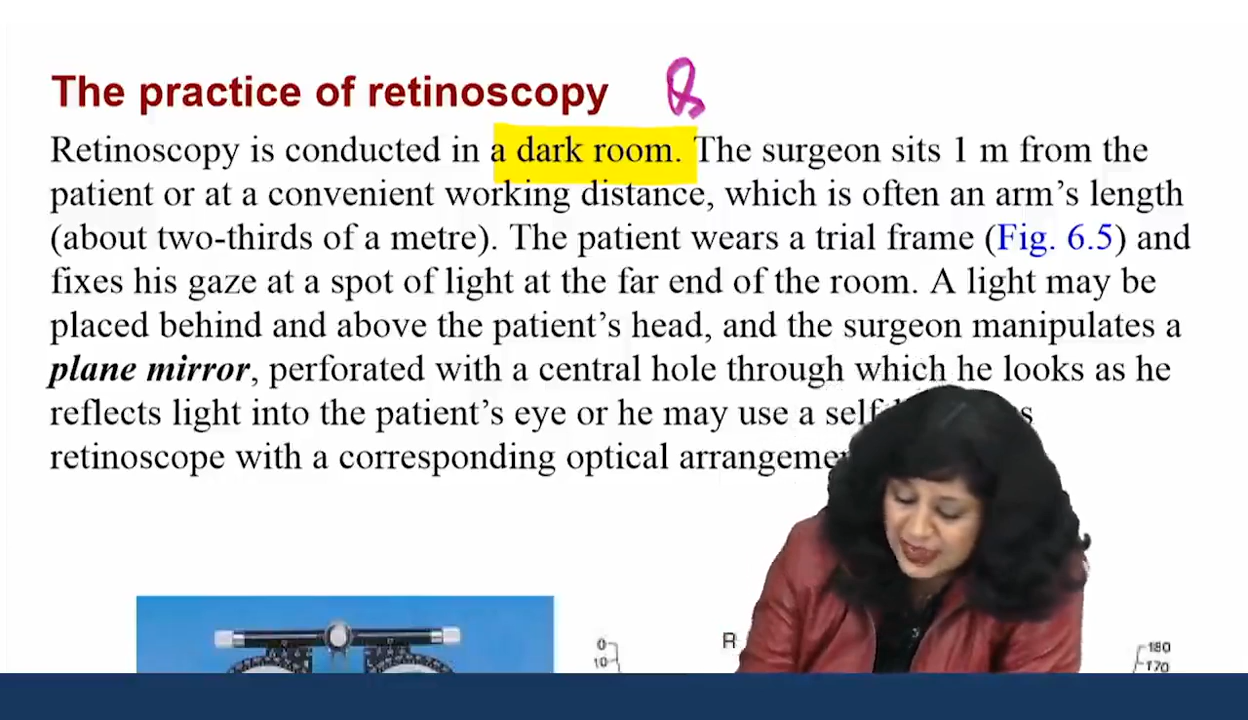 The practice of retinoscopy
Retinoscopy is conducted in a dark room. The surgeon sits 1 m from the
patient or at a convenient working distance, which is often an arm's length
(about two-thirds of a metre). The patient wears a trial frame (Fig. 6.5) and
fixes his gaze at a spot of light at the far end of the room. A light may be
placed behind and above the patient's head, and the surgeon manipulates a
plane mirror, perforated with a central hole through which he looks as he
reflects light into the patient's eye or he may use a
retinoscope with a corresponding optical
R
0
10
180
170